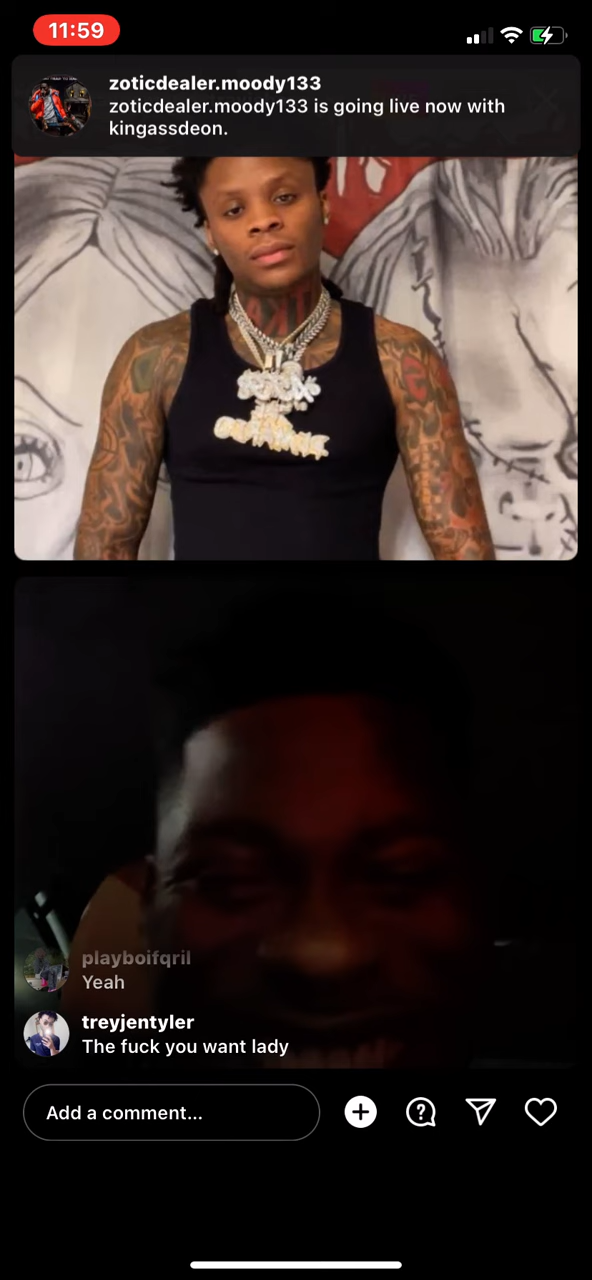 11:59
zoticdealer.moody133
zoticdealer.moody133 is going live now with
kingassdeon.
playboifqril
Yeah
treyjentyler
The fuck you want lady
Add a comment...